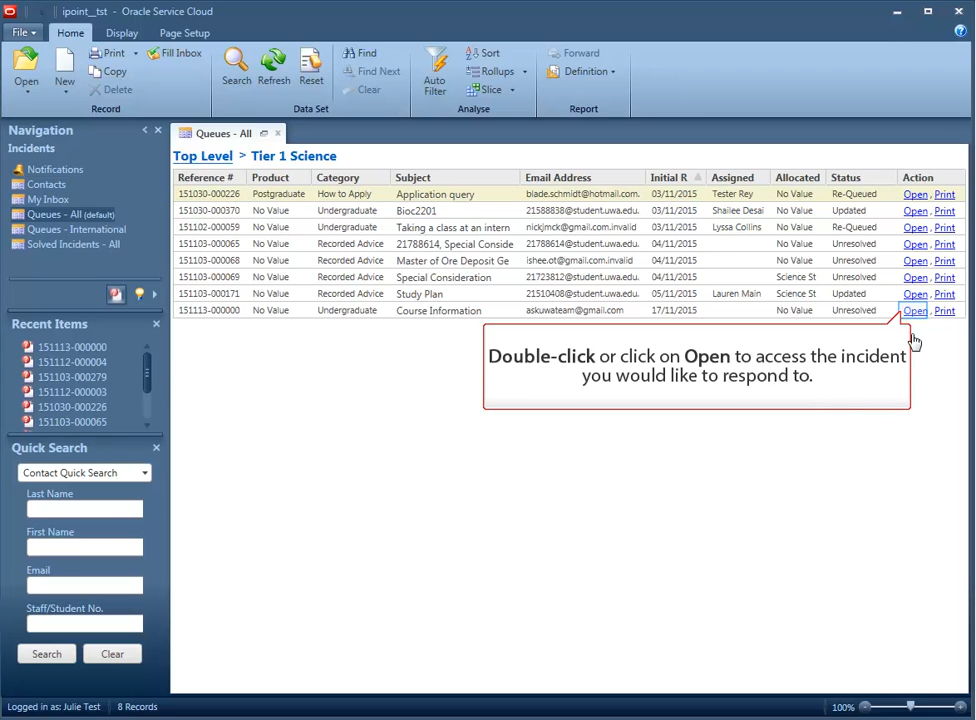 ipoint__tst - Oracle Service Cloud
File Home Display Page Setup
Open New Print Copy Delete Fill Inbox Search Refresh Reset Find Find Next Clear Auto Filter Sort Rollups Slice Forward Definition
Record Data Set Analyse Report
Navigation
Incidents
Notifications
Contacts
My Inbox
Queues - All (default)
Queues - International
Solved Incidents - All
Recent Items
151113-000000
151112-000004
151103-000279
151112-000003
151030-000226
151103-000065
Quick Search
Contact Quick Search
Last Name
First Name
Email
Staff/Student No.
Search Clear
Queues - All
Top Level > Tier 1 Science
Reference # Product Category Subject Email Address Initial R Assigned Allocated Status Action
151030-000226 Postgraduate How to Apply Application query blade.schmidt@hotmail.com. 03/11/2015 Tester Rey No Value Re-Queued Open , Print
151030-000370 No Value Undergraduate Bioc2201 21588838@student.uwa.edu. 03/11/2015 Shailee Desai No Value Updated Open , Print
151102-000059 No Value Undergraduate Taking a class at an intern nickjmck@gmail.com.invalid 03/11/2015 Lyssa Collins No Value Re-Queued Open , Print
151103-000065 No Value Recorded Advice 21788614, Special Conside 21788614@student.uwa.edu. 04/11/2015 No Value Unresolved Open , Print
151103-000068 No Value Recorded Advice Master of Ore Deposit Ge ishee.ot@gmail.com.invalid 04/11/2015 No Value Unresolved Open , Print
151103-000069 No Value Recorded Advice Special Consideration 21723812@student.uwa.edu. 04/11/2015 Science St Unresolved Open , Print
151103-000171 No Value Recorded Advice Study Plan 21510408@student.uwa.edu. 05/11/2015 Lauren Main Science St Updated Open , Print
151113-000000 No Value Undergraduate Course Information askuwateam@gmail.com 17/11/2015 No Value Unresolved Open , Print
Double-click or click on Open to access the incident
you would like to respond to.
Logged in as: Julie Test 8 Records 100%